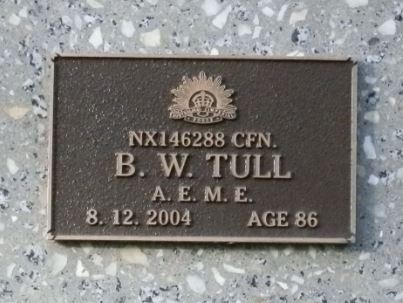 NX146288 CFN.
B. W. TULL
A. E. M. E.
8. 12. 2004 AGE 86